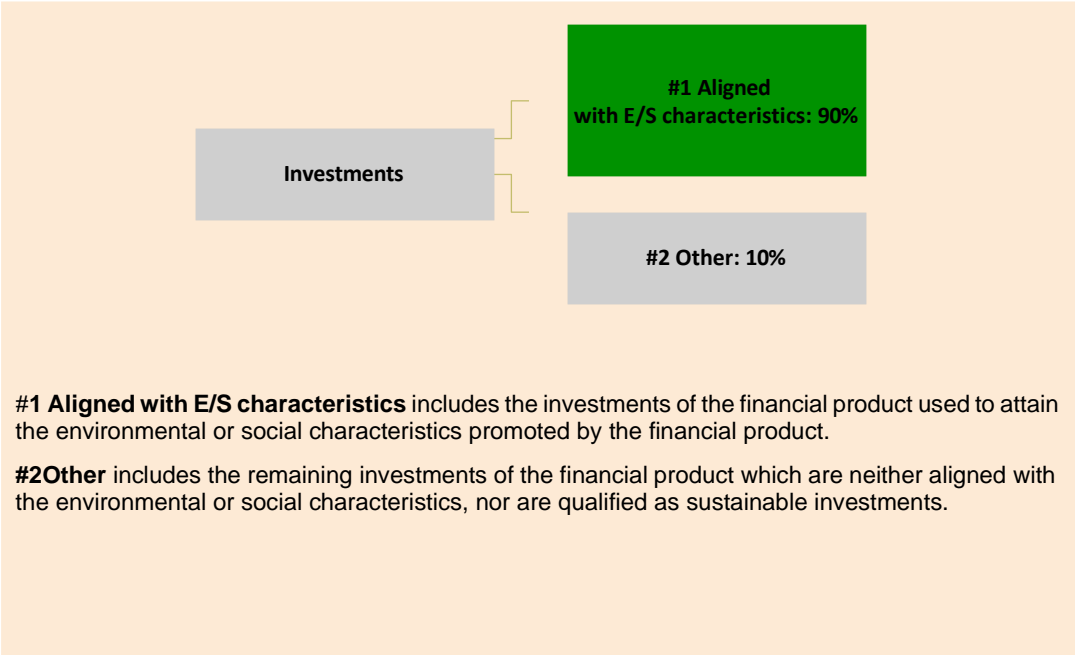 #1 Aligned
with E/S characteristics: 90%
Investments
#2 Other: 10%
#1 Aligned with E/S characteristics includes the investments of the financial product used to attain
the environmental or social characteristics promoted by the financial product.
#2Other includes the remaining investments of the financial product which are neither aligned with
the environmental or social characteristics, nor are qualified as sustainable investments.